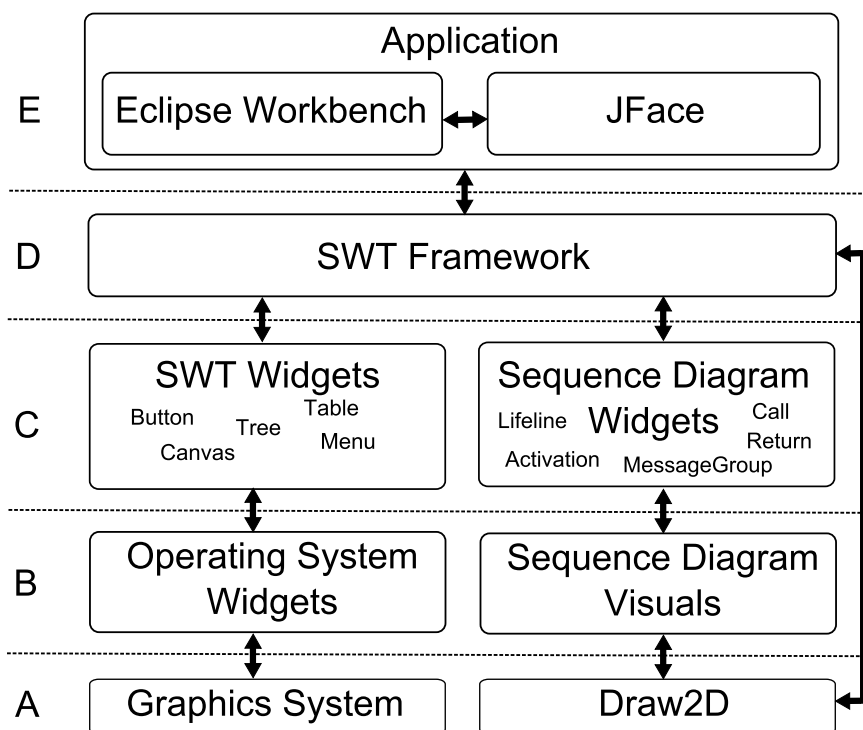 Application
E
Eclipse Workbench
JFace
D
SWT Framework
C
SWT Widgets
Button
Tree
Table
Canvas
Menu
Sequence Diagram
Widgets
Lifeline
Call
Return
Activation
MessageGroup
B
Operating System
Widgets
Sequence Diagram
Visuals
A
Graphics System
Draw2D